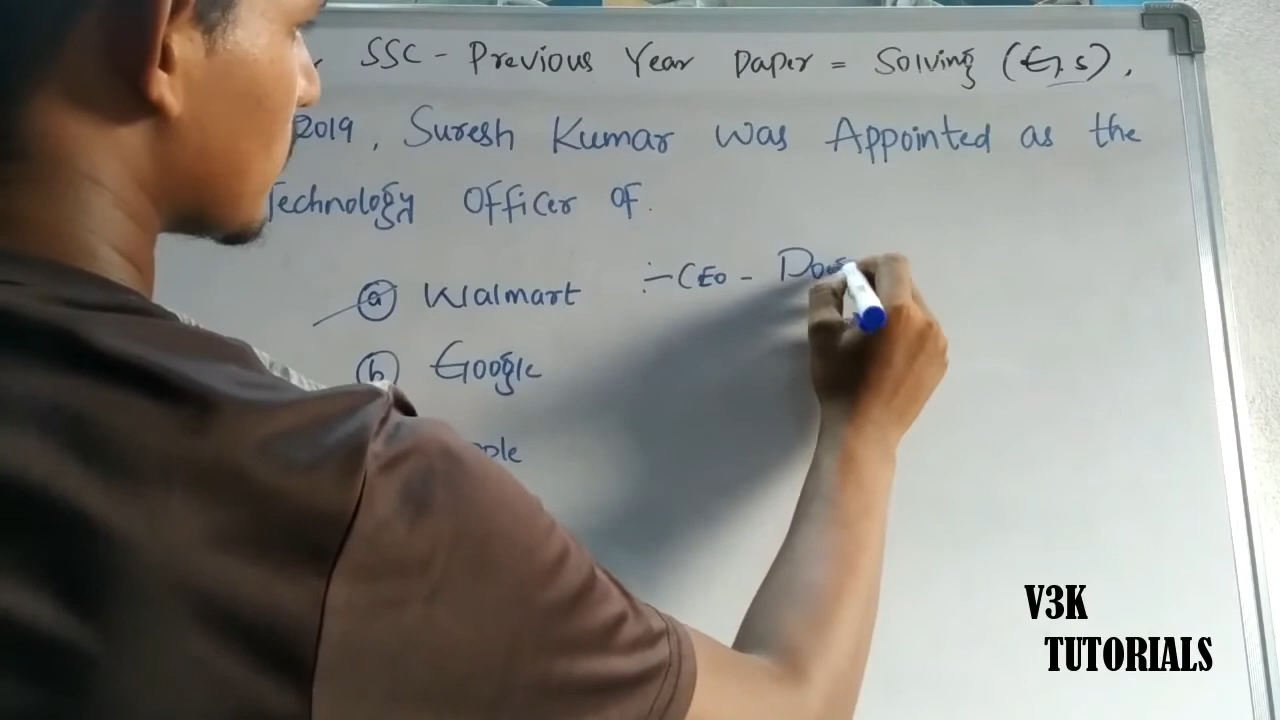 SSC - Previous Year Paper = Solving (G.S),
2019, Suresh Kumar was Appointed as the
Technology Officer of.
(a) Walmart :- CEO -
(b) Google
V3K
TUTORIALS